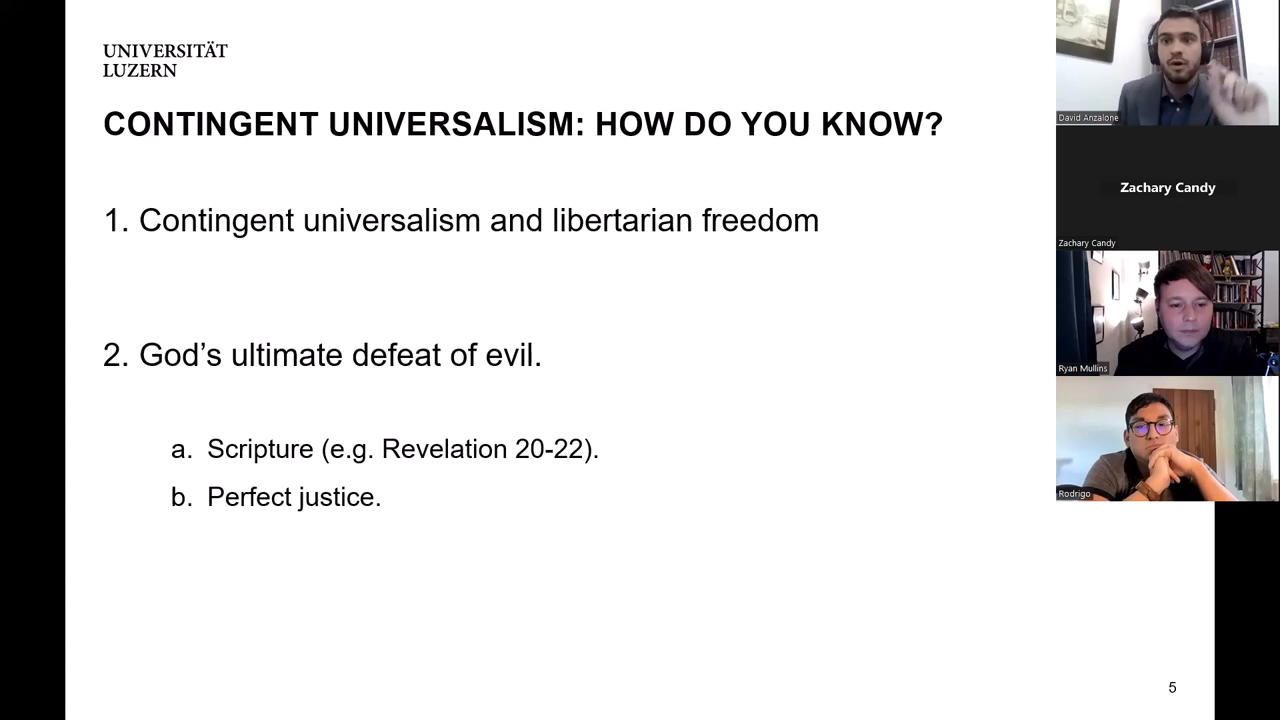 UNIVERSITÄT
LUZERN
CONTINGENT UNIVERSALISM: HOW DO YOU KNOW?
1. Contingent universalism and libertarian freedom
2. God’s ultimate defeat of evil.
a. Scripture (e.g. Revelation 20-22).
b. Perfect justice.
5
David Anzalone
Zachary Candy
Zachary Candy
Ryan Mullins
Rodrigo